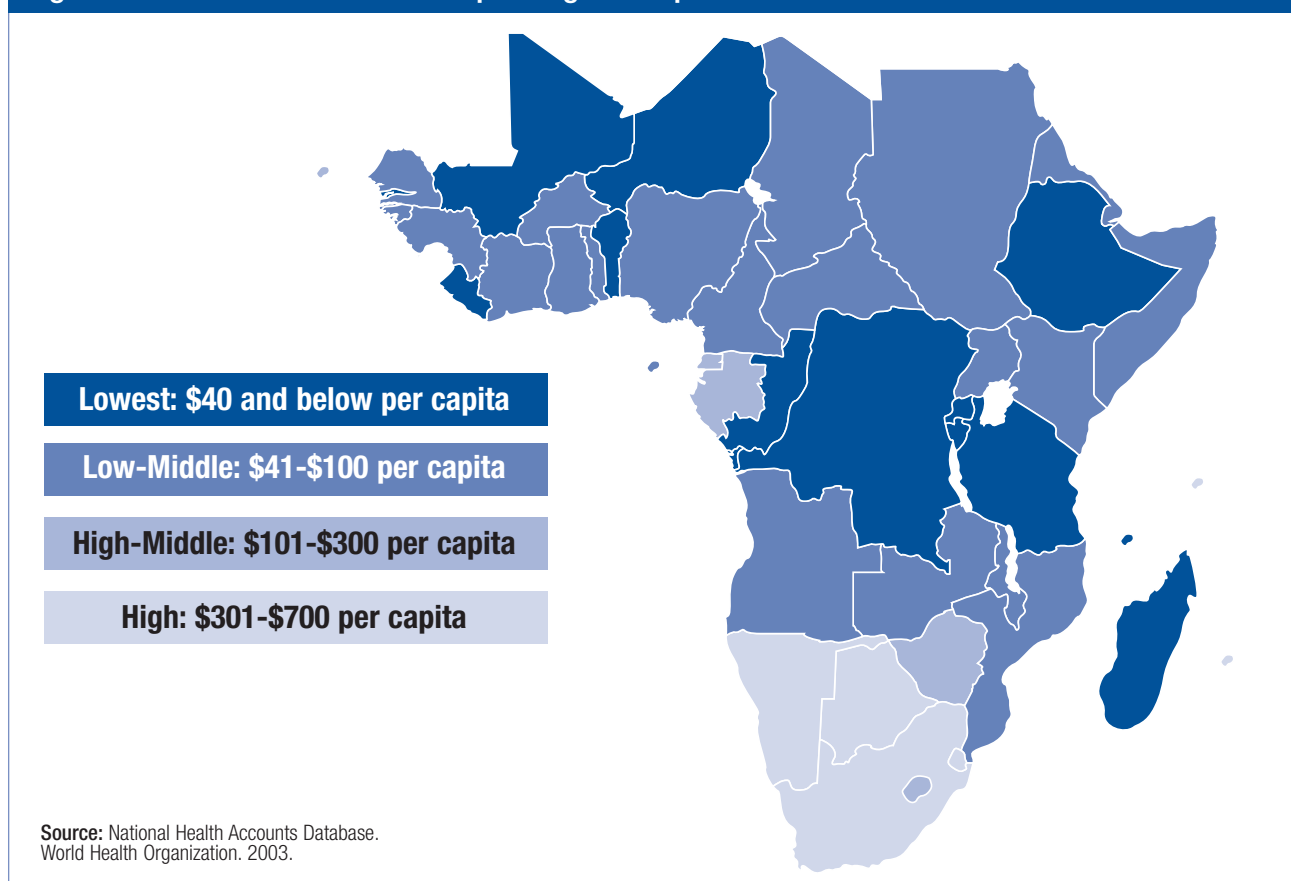 Lowest: $40 and below per capita
Low-Middle: $41-$100 per capita
High-Middle: $101-$300 per capita
High: $301-$700 per capita
Source: National Health Accounts Database.
World Health Organization. 2003.